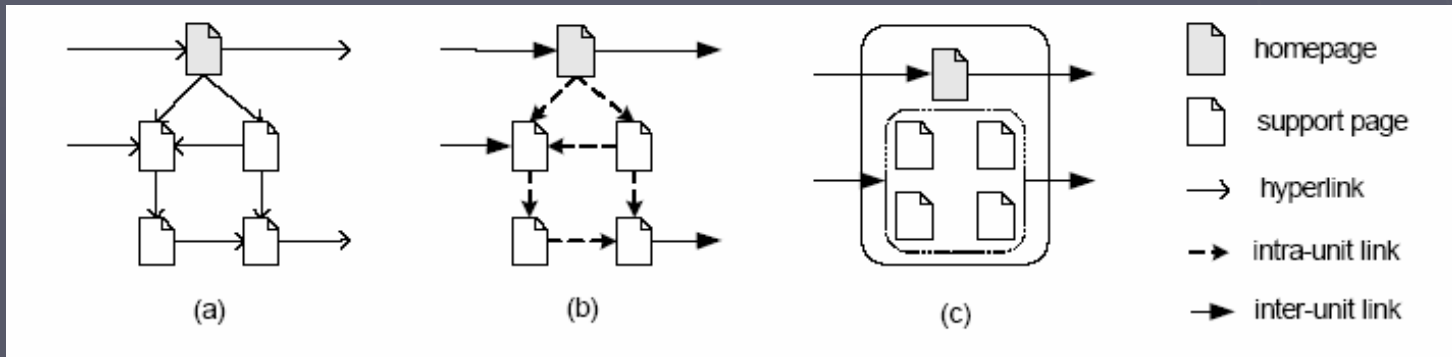 (a)
(b)
(c)
homepage
support page
hyperlink
intra-unit link
inter-unit link